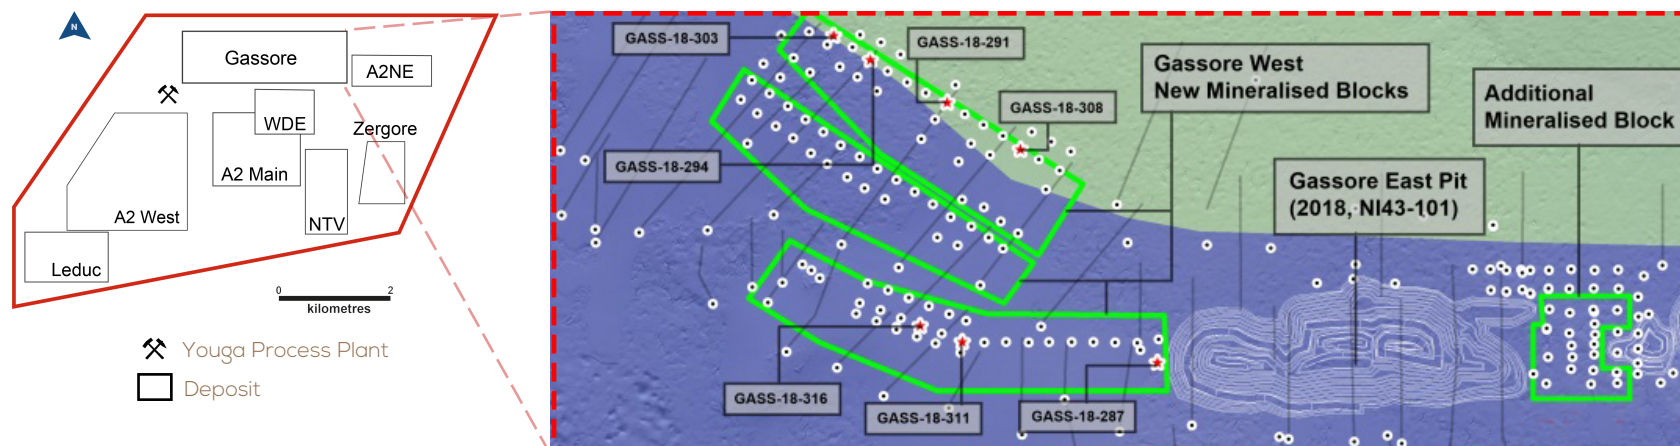 N
Gassore
A2NE
WDE
Zergore
A2 Main
A2 West
NTV
Leduc
0 2
kilometres
Youga Process Plant
Deposit
GASS-18-303
GASS-18-291
GASS-18-308
GASS-18-294
Gassore West
New Mineralised Blocks
Additional
Mineralised Block
Gassore East Pit
(2018, NI43-101)
GASS-18-316
GASS-18-311
GASS-18-287